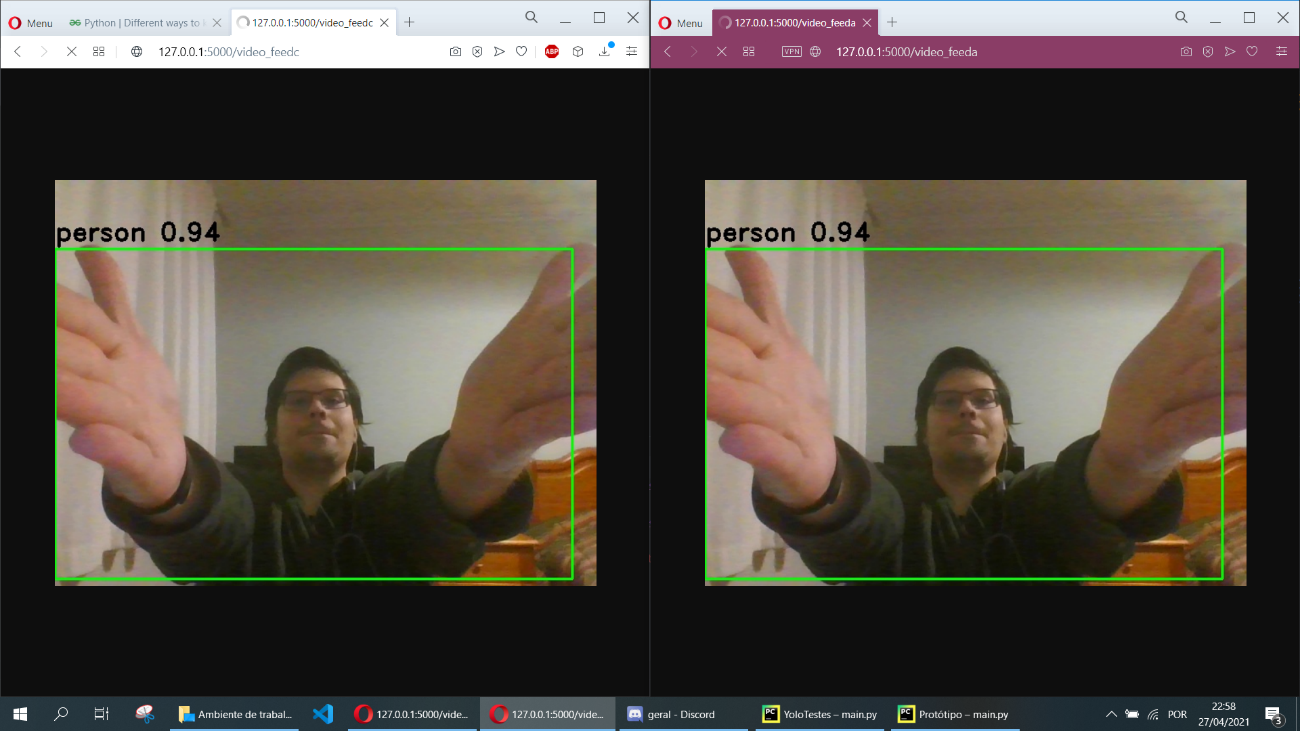 Menu
Python | Different ways to k
127.0.0.1:5000/video_feedc
127.0.0.1:5000/video_feedc
ABP
person 0.94
Menu
127.0.0.1:5000/video_feeda
VPN
127.0.0.1:5000/video_feeda
person 0.94
Ambiente de trabal...
127.0.0.1:5000/vide...
127.0.0.1:5000/vide...
geral - Discord
PC
YoloTestes – main.py
PC
Protótipo – main.py
POR
22:58
27/04/2021
3